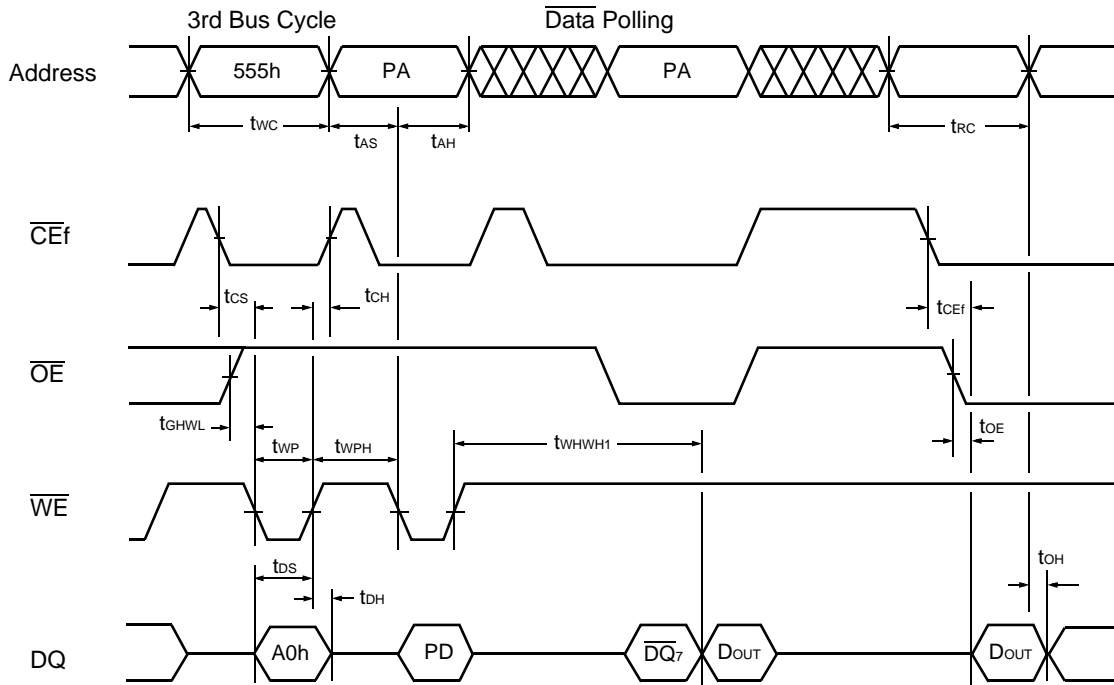 3rd Bus Cycle
Data Polling
Address
555h
PA
PA
tWC
tAS
tAH
tRC
CEf
tCS
tCH
tCEf
OE
tGHWL
tWP
tWPH
tWHWH1
tOE
WE
tDS
tDH
tOH
DQ
A0h
PD
DQ7
DOUT
DOUT